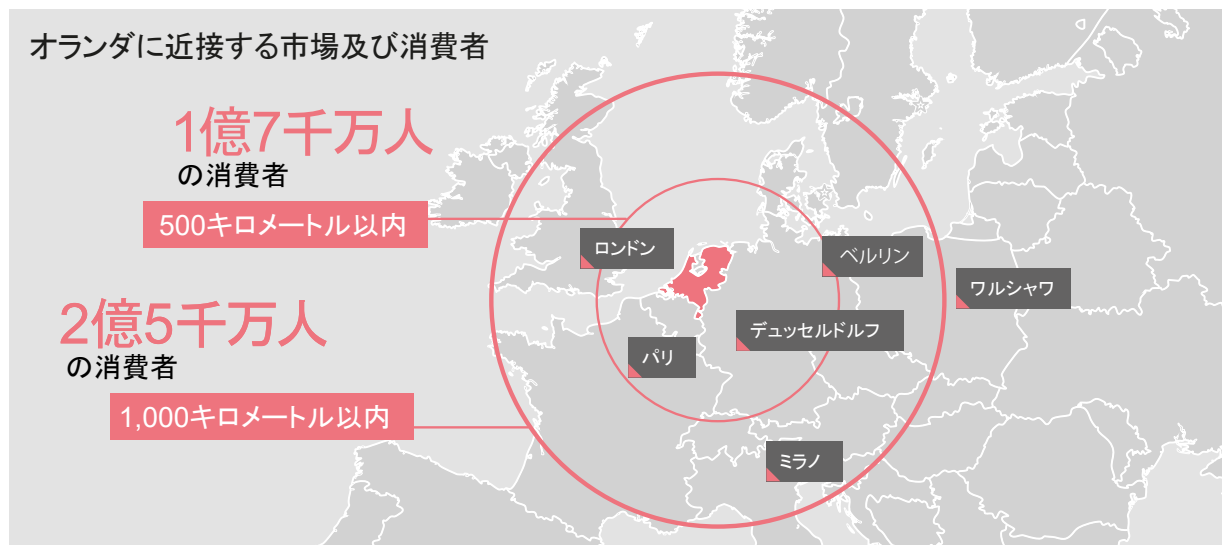 オランダに近接する市場及び消費者
1億7千万人
の消費者
500キロメートル以内
2億5千万人
の消費者
1,000キロメートル以内
ロンドン
ベルリン
ワルシャワ
デュッセルドルフ
パリ
ミラノ